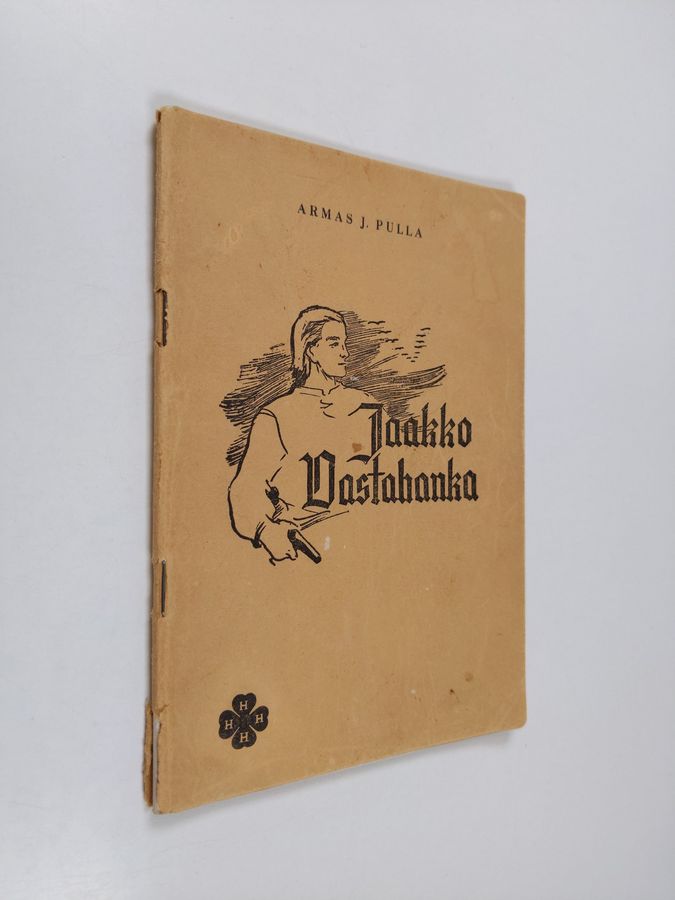 ARMAS J. PULLA
Jaakko
Vastahanka
H
H H
H